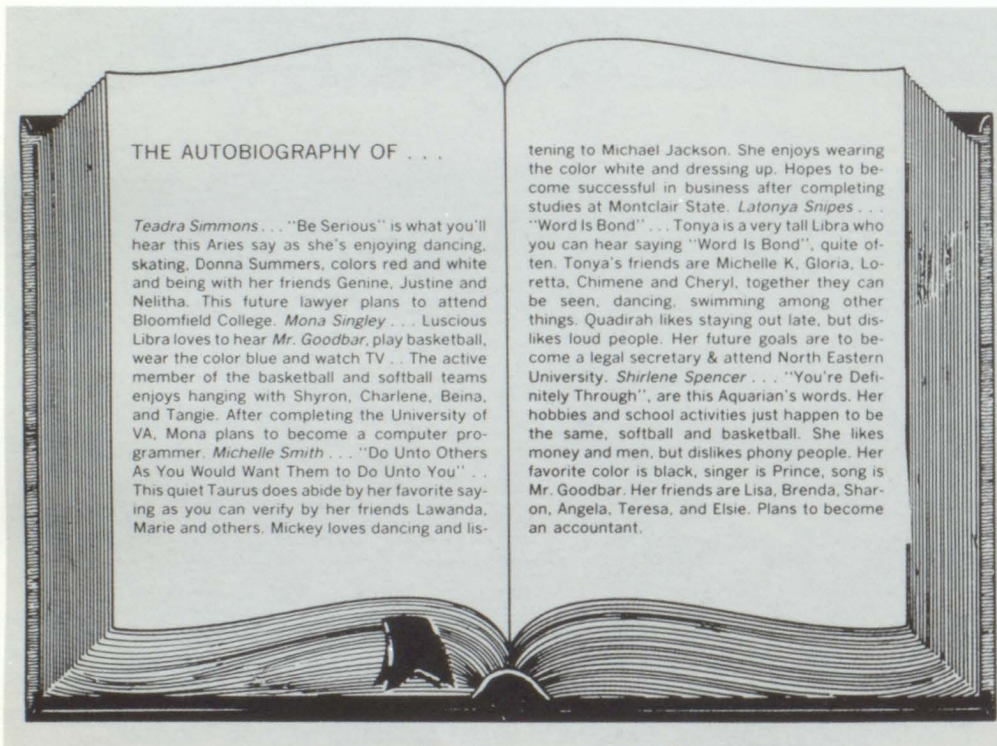 THE AUTOBIOGRAPHY OF . . .
Teadra Simmons . . . "Be Serious" is what you'll
hear this Aries say as she's enjoying dancing,
skating, Donna Summers, colors red and white
and being with her friends Genine, Justine and
Nelitha. This future lawyer plans to attend
Bloomfield College. Mona Singley . . . Luscious
Libra loves to hear Mr. Goodbar, play basketball,
wear the color blue and watch TV . . The active
member of the basketball and softball teams
enjoys hanging with Shyron, Charlene, Beina,
and Tangie. After completing the University of
VA, Mona plans to become a computer pro-
grammer. Michelle Smith . . . "Do Unto Others
As You Would Want Them to Do Unto You" . .
This quiet Taurus does abide by her favorite say-
ing as you can verify by her friends Lawanda,
Marie and others. Mickey loves dancing and lis-
tening to Michael Jackson. She enjoys wearing
the color white and dressing up. Hopes to be-
come successful in business after completing
studies at Montclair State. Latonya Snipes . . .
"Word Is Bond" . . . Tonya is a very tall Libra who
you can hear saying "Word Is Bond", quite of-
ten. Tonya's friends are Michelle K, Gloria, Lo-
retta, Chimene and Cheryl, together they can
be seen, dancing, swimming among other
things. Quadirah likes staying out late, but dis-
likes loud people. Her future goals are to be-
come a legal secretary & attend North Eastern
University. Shirlene Spencer . . . "You're Defi-
nitely Through", are this Aquarian's words. Her
hobbies and school activities just happen to be
the same, softball and basketball. She likes
money and men, but dislikes phony people. Her
favorite color is black, singer is Prince, song is
Mr. Goodbar. Her friends are Lisa, Brenda, Shar-
on, Angela, Teresa, and Elsie. Plans to become
an accountant.